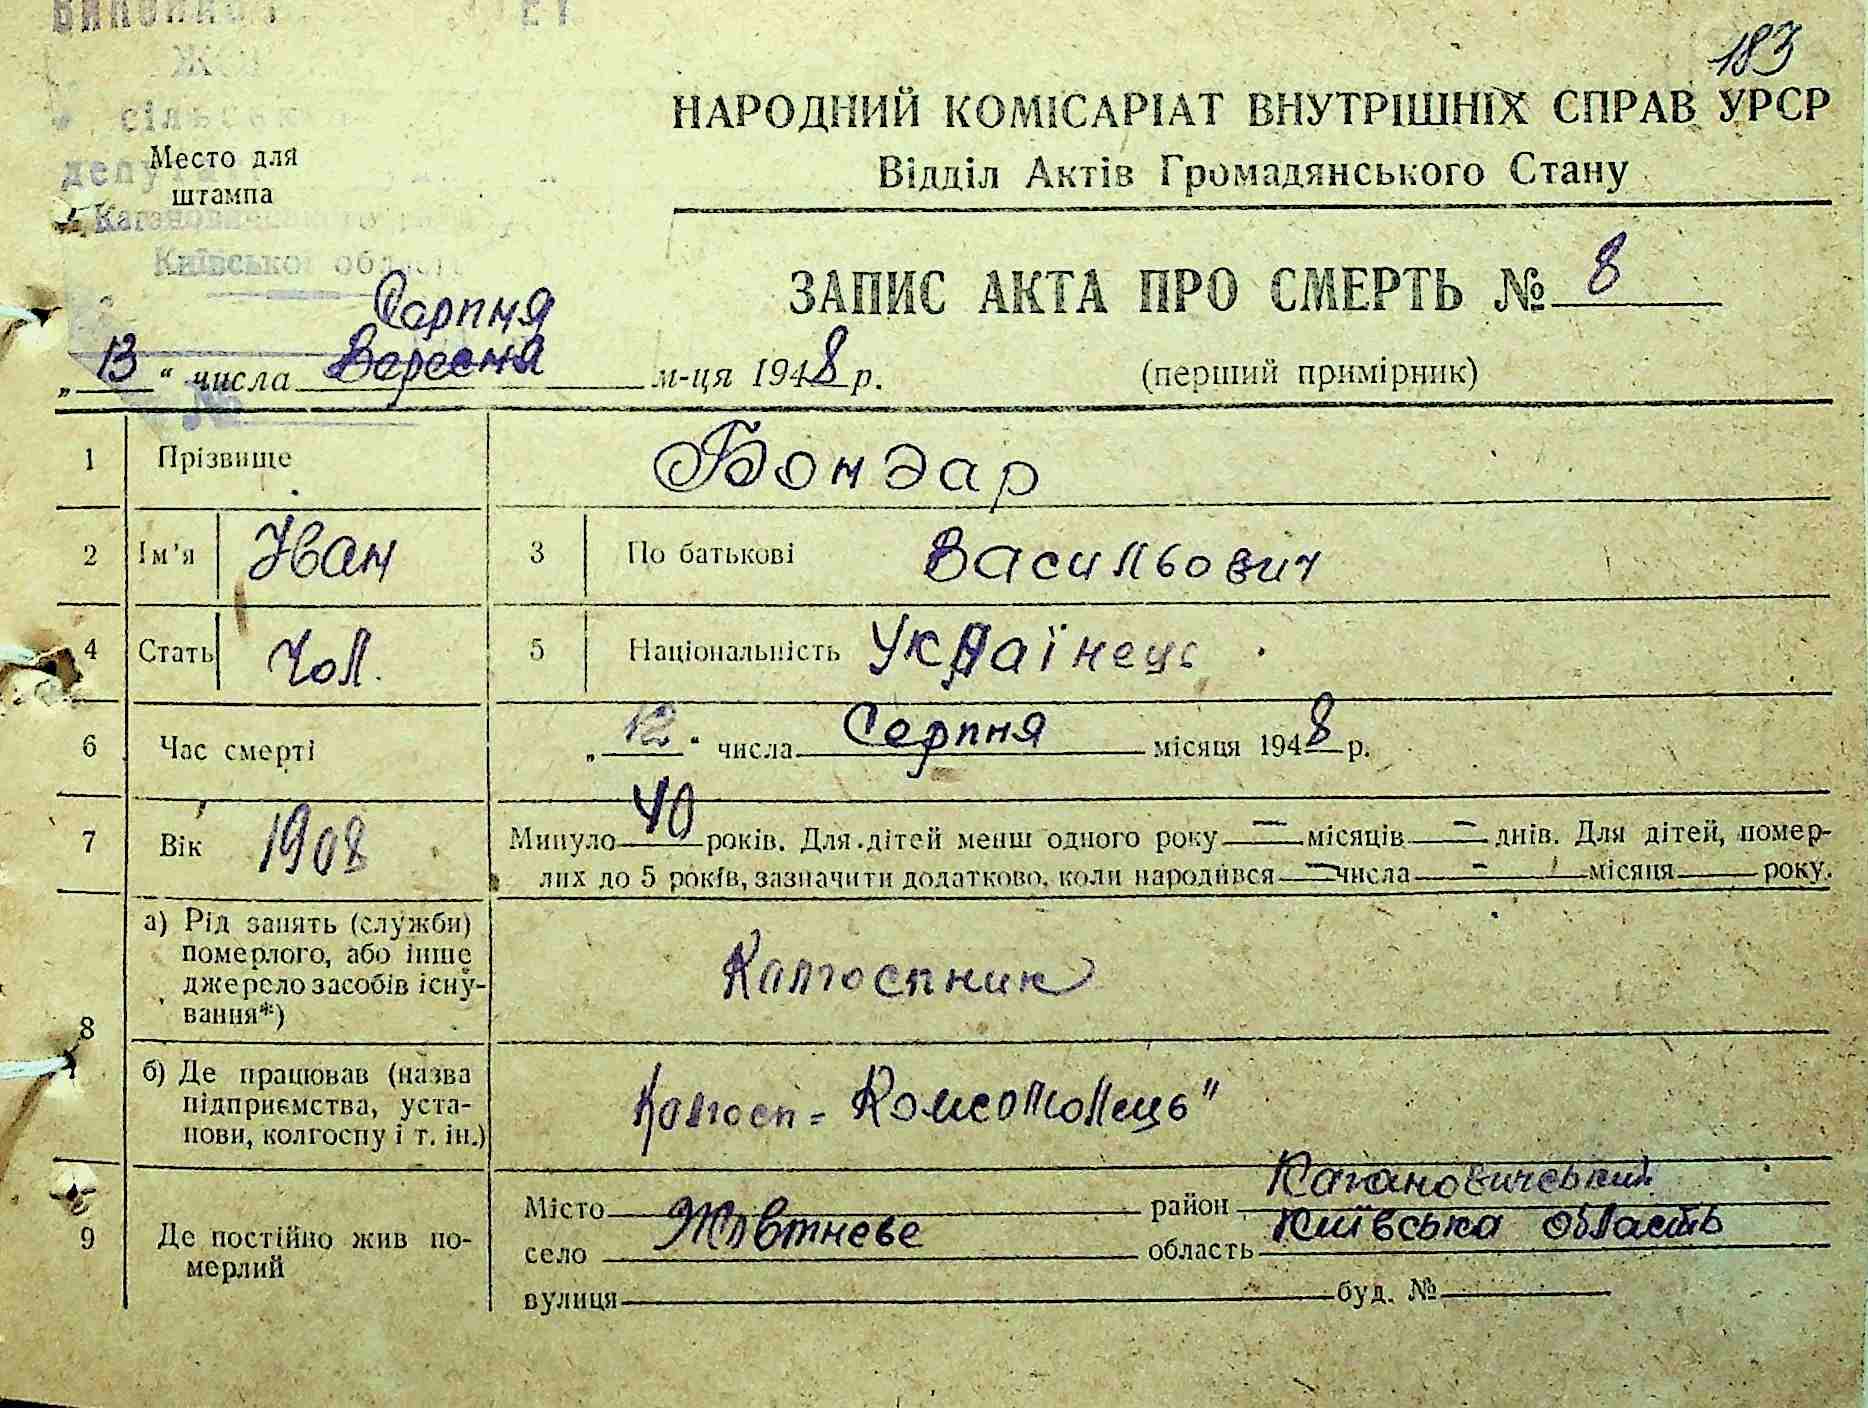 183
сільськ
Место для
штампа
Київської
НАРОДНИЙ КОМІСАРІАТ ВНУТРІШНІХ СПРАВ УРСР
Відділ Актів Громадянського Стану
ЗАПИС АКТА ПРО СМЕРТЬ № 8
Серпня
„13“ числа Вересня м-ця 1948 р.
(перший примірник)
1 Прізвище Бондар
2 Ім'я Іван 3 По батькові Васильович
4 Стать Чол. 5 Національність Українець
6 Час смерті „12“ числа Серпня місяця 1948 р.
7 Вік 1908 Минуло 40 років. Для дітей менш одного року — місяців — днів. Для дітей, помер-
лих до 5 років, зазначити додатково, коли народився — числа — місяця року.
8 а) Рід занять (служби)
померлого, або інше
джерело засобів існу-
вання*)
Колгоспник
б) Де працював (назва
підприємства, уста-
нови, колгоспу і т. ін.)
Колгосп „Комсомолець"
9 Де постійно жив по-
мерлий
Місто район Кагановичський
село Жовтневе область Київська область
вулиця буд. №